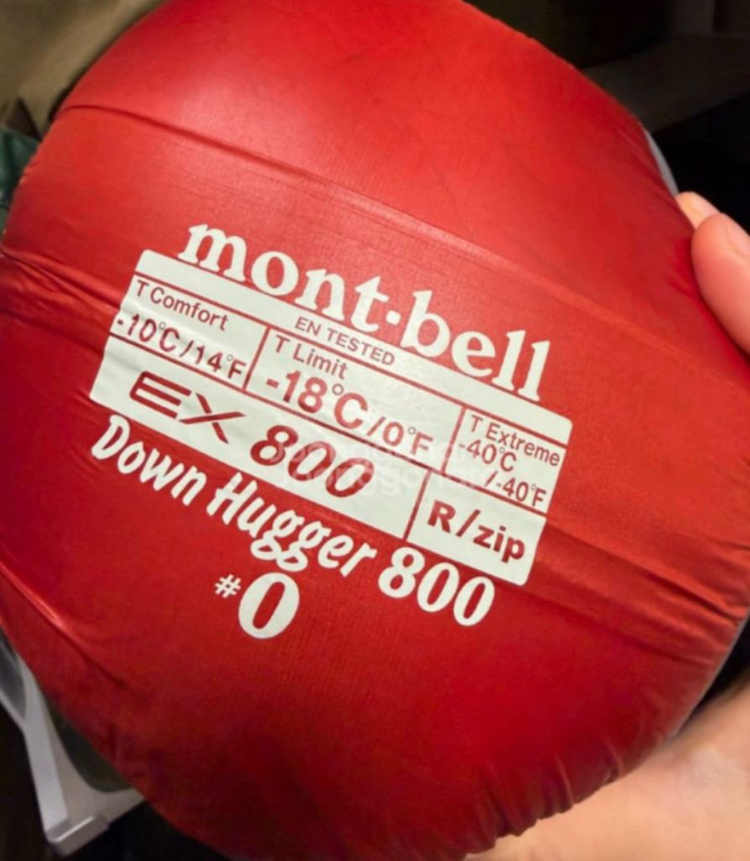 mont-bell
EN TESTED
T Comfort
-10°C/14°F
T Limit
-18°C/0°F
T Extreme
-40°C
/-40°F
EX 800
R/zip
Down Hugger 800
#0